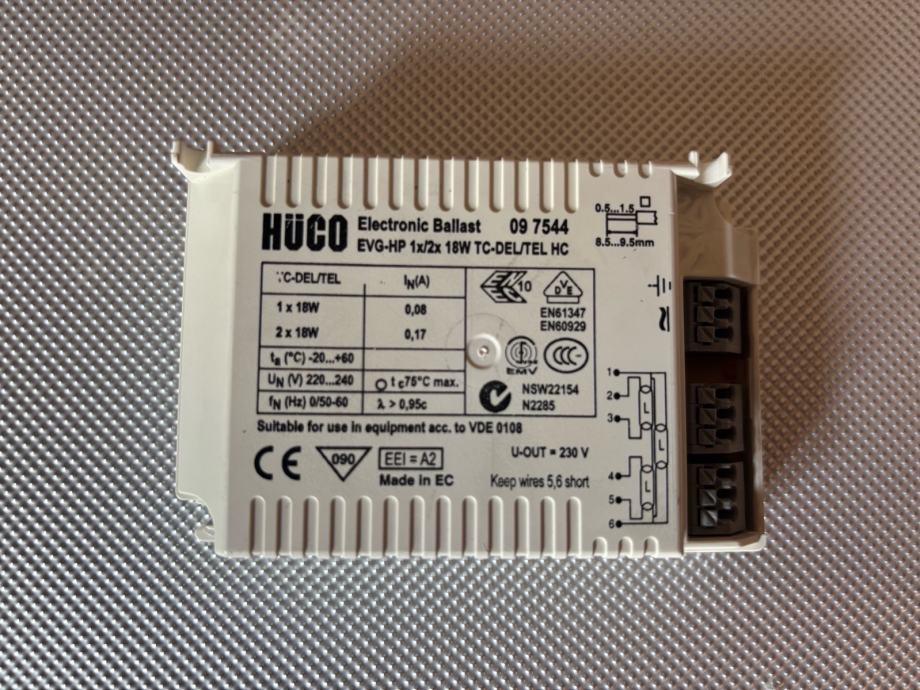 HÜCO
Electronic Ballast 09 7544
EVG-HP 1x/2x 18W TC-DEL/TEL HC
0.5...1.5
8.5...9.5mm
TC-DEL/TEL IN(A)
1 x 18W 0,08
2 x 18W 0,17
ta (°C) -20...+60
UN (V) 220...240 tc75°C max.
fN (Hz) 0/50-60 λ > 0,95c
10
DVE
EN61347
EN60929
EMV
CCC
NSW22154
N2285
Suitable for use in equipment acc. to VDE 0108
CE 090 EEI = A2
Made in EC
U-OUT = 230 V
Keep wires 5,6 short
1
2
3
4
5
6
L
L
L
L